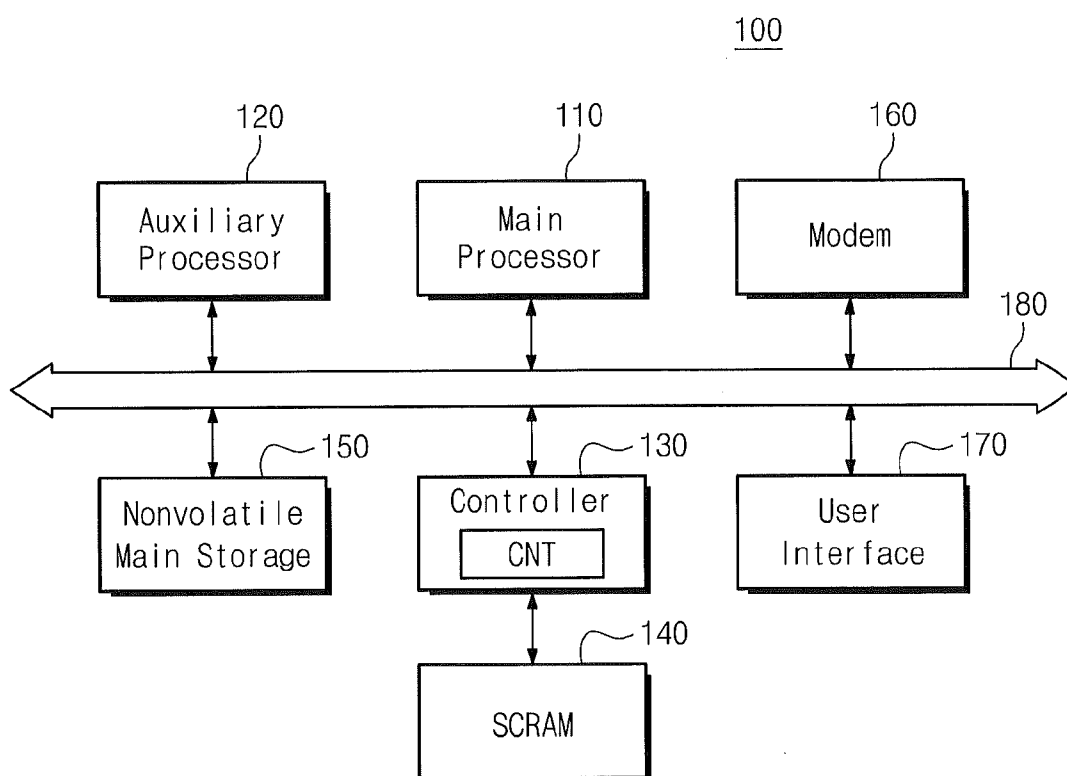 100
120
110
160
Auxiliary
Processor
Main
Processor
Modem
180
150
130
170
Nonvolatile
Main Storage
Controller
CNT
User
Interface
140
SCRAM